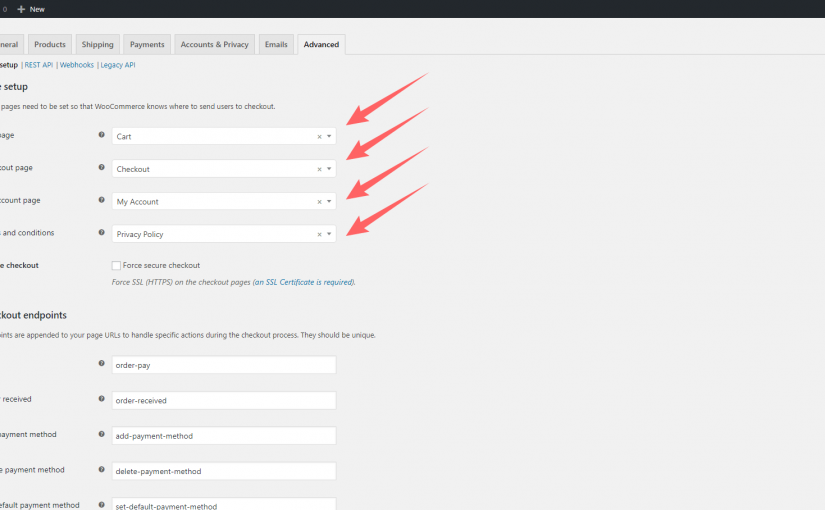 0 New
neral Products Shipping Payments Accounts & Privacy Emails Advanced
setup | REST API | Webhooks | Legacy API
e setup
pages need to be set so that WooCommerce knows where to send users to checkout.
page Cart
out page Checkout
ccount page My Account
s and conditions Privacy Policy
e checkout Force secure checkout
Force SSL (HTTPS) on the checkout pages (an SSL Certificate is required).
kout endpoints
oints are appended to your page URLs to handle specific actions during the checkout process. They should be unique.
order-pay
r received order-received
payment method add-payment-method
e payment method delete-payment-method
efault payment method set-default-payment-method